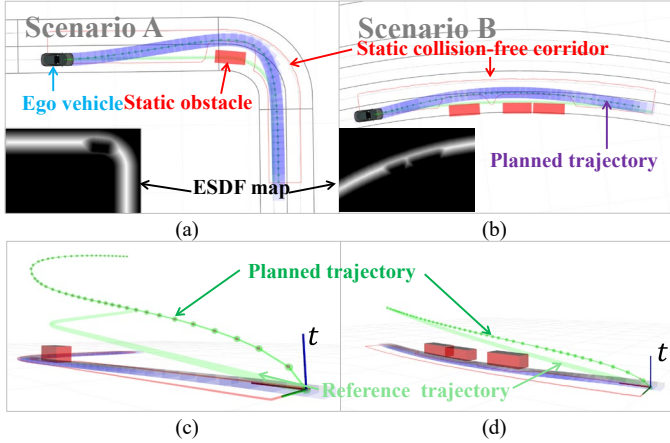 Scenario A
Scenario B
Static collision-free corridor
Ego vehicle
Static obstacle
Planned trajectory
ESDF map
(a)
(b)
Planned trajectory
t
t
Reference trajectory
(c)
(d)